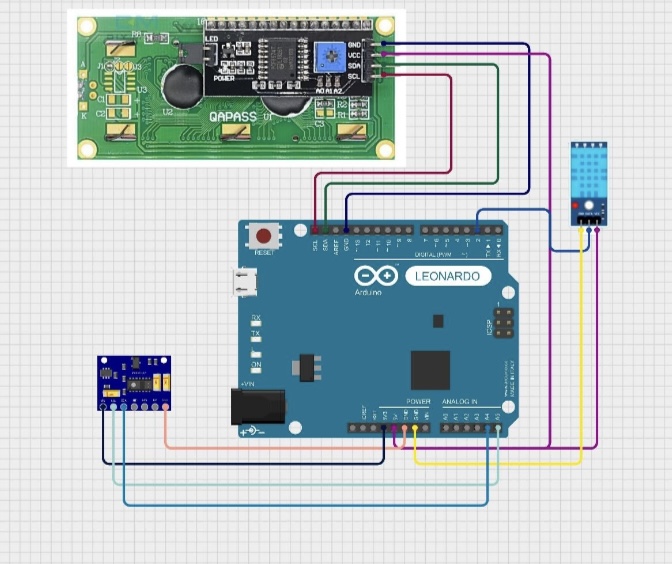 LED
POWER
GND
VCC
SDA
SCL
A0 A1 A2
R8
U3
C1
C2
A
K
U2
U1
R2
R1
QAPASS
RESET
SCL
SDA
AREF
GND
13
12
11
10
9
8
7
6
5
4
3
2
TX 1
RX 0
DIGITAL (PWM ~)
LEONARDO
Arduino
RX
TX
ON
ICSP
+VIN
POWER
ANALOG IN
IOREF
RST
3V3
5V
GND
GND
VIN
A0
A1
A2
A3
A4
A5
MADE IN ITALY